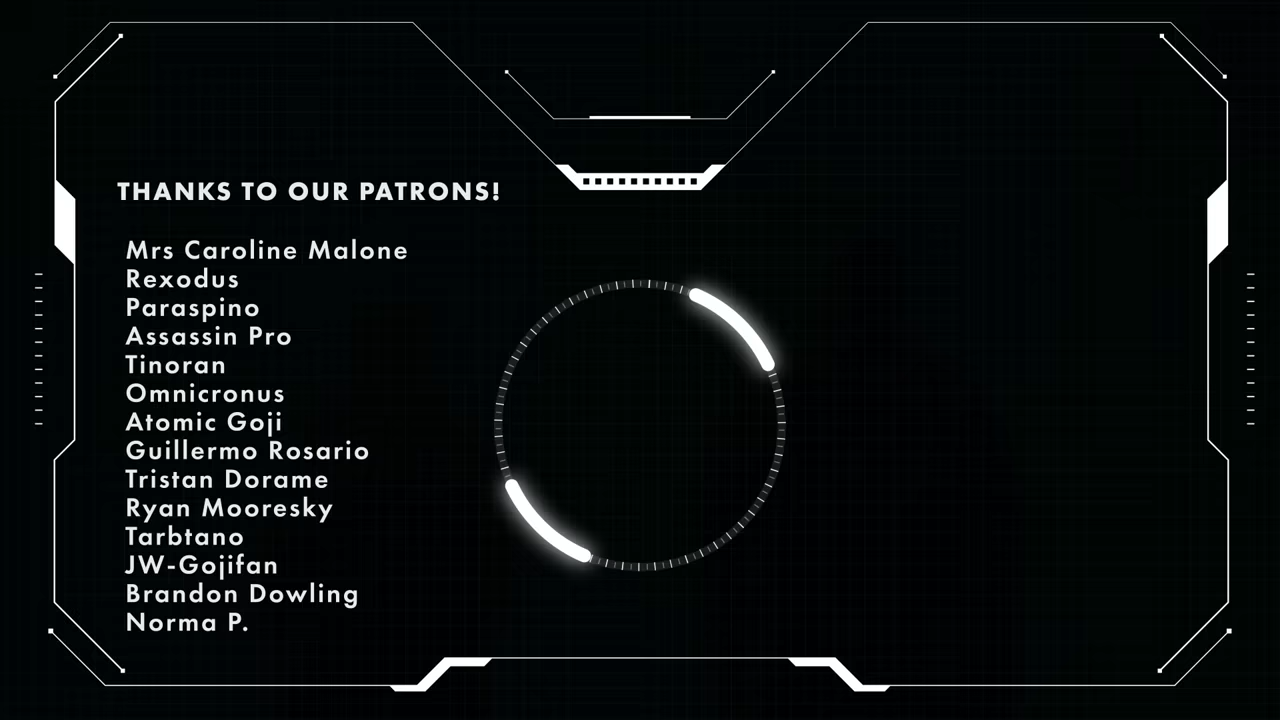 THANKS TO OUR PATRONS!
Mrs Caroline Malone
Rexodus
Paraspino
Assassin Pro
Tinoran
Omnicronus
Atomic Goji
Guillermo Rosario
Tristan Dorame
Ryan Mooresky
Tarbtano
JW-Gojifan
Brandon Dowling
Norma P.